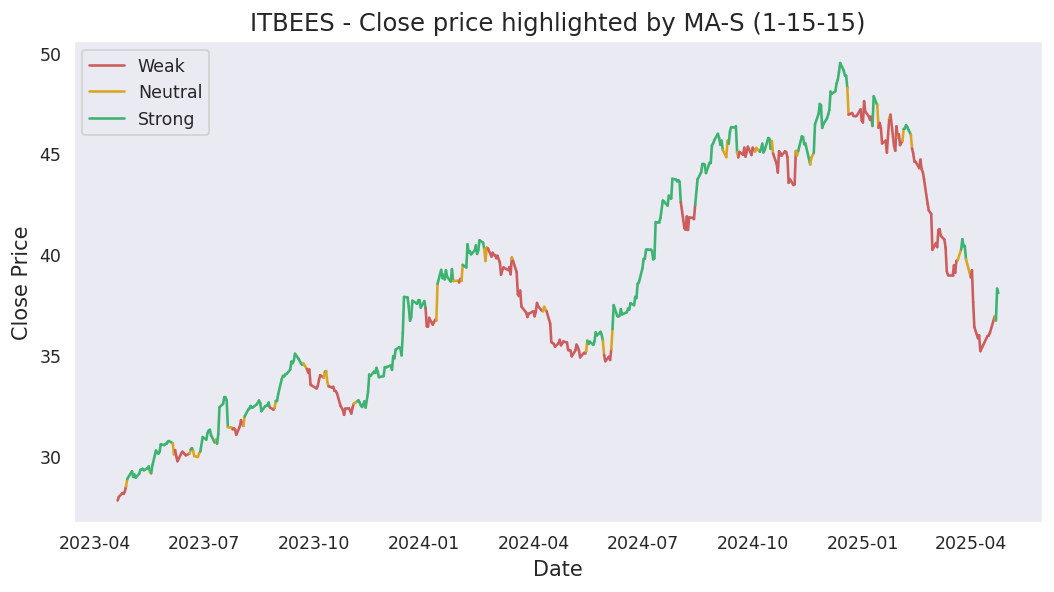 ITBEES - Close price highlighted by MA-S (1-15-15)
Weak
Neutral
Strong
Close Price
50
45
40
35
30
2023-04 2023-07 2023-10 2024-01 2024-04 2024-07 2024-10 2025-01 2025-04
Date